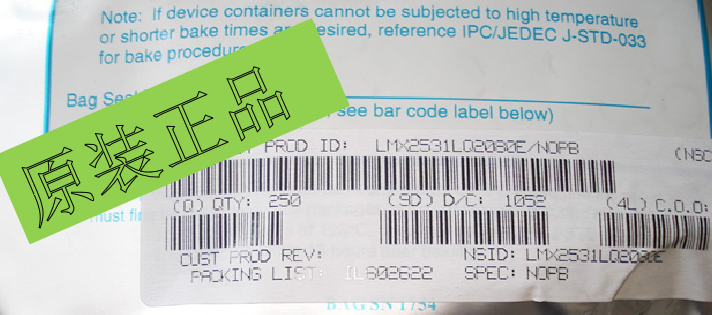 Note: If device containers cannot be subjected to high temperature
or shorter bake times are desired, reference IPC/JEDEC J-STD-033
for bake procedure
Bag Seal
see bar code label below)
原装正品
PROD ID: LMX2531LQ2080E/NOPB
(NSC
(Q) QTY: 250 (9D) D/C: 1052 (4L) C.O.O:
must
CUST PROD REV: NSID: LMX2531LQ2080E
PACKING LIST: IL802622 SPEC: NOPB